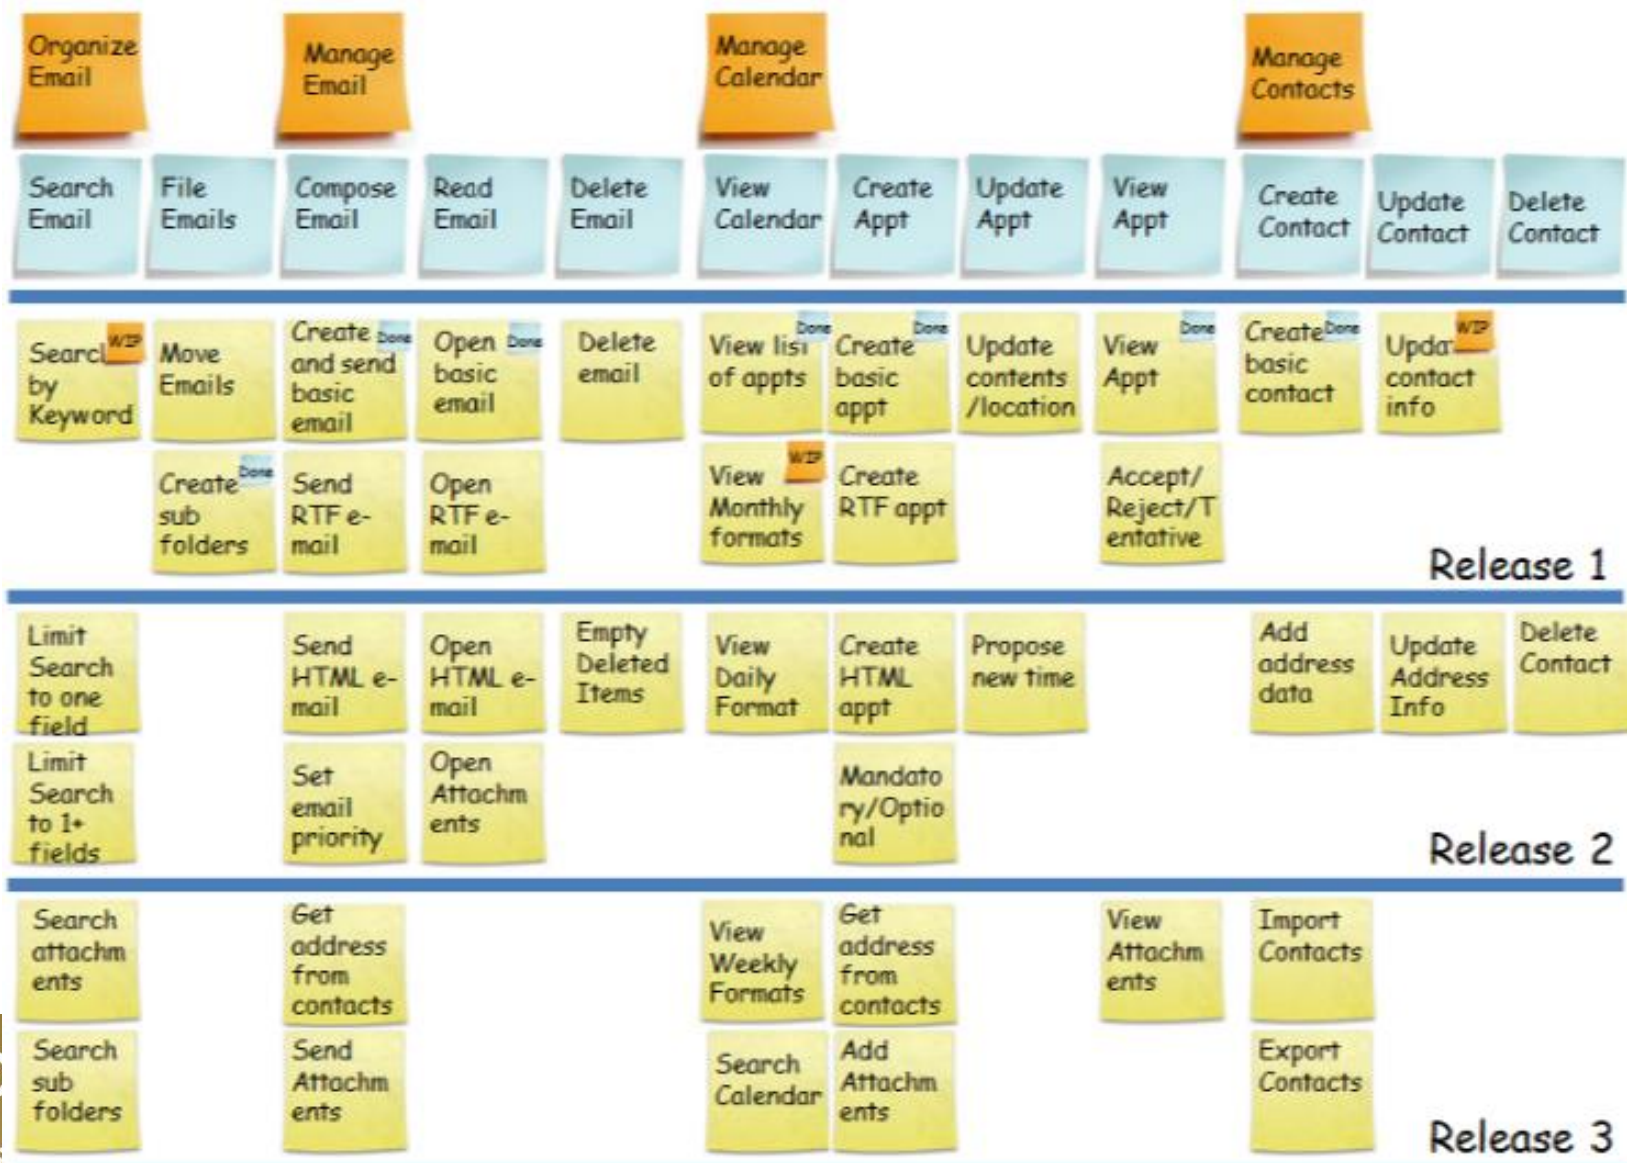 Organize
Email
Manage
Email
Manage
Calendar
Manage
Contacts
Search
Email
File
Emails
Compose
Email
Read
Email
Delete
Email
View
Calendar
Create
Appt
Update
Appt
View
Appt
Create
Contact
Update
Contact
Delete
Contact
WIP
by
Keyword
Move
Emails
Create
Done
and send
basic
email
Open
Done
basic
email
Delete
email
Done
View list
of appts
Done
Create
basic
appt
Update
contents
/location
Done
View
Appt
Create
Done
basic
contact
WIP
contact
info
Done
Create
sub
folders
Send
RTF e-
mail
Open
RTF e-
mail
WIP
View
Monthly
formats
Create
RTF appt
Accept/
Reject/T
entative
Release 1
Limit
Search
to one
field
Send
HTML e-
mail
Open
HTML e-
mail
Empty
Deleted
Items
View
Daily
Format
Create
HTML
appt
Propose
new time
Add
address
data
Update
Address
Info
Delete
Contact
Limit
Search
to 1+
fields
Set
email
priority
Open
Attachm
ents
Mandato
ry/Optio
nal
Release 2
Search
attachm
ents
Get
address
from
contacts
View
Weekly
Formats
Get
address
from
contacts
View
Attachm
ents
Import
Contacts
Search
sub
folders
Send
Attachm
ents
Search
Calendar
Add
Attachm
ents
Export
Contacts
Release 3